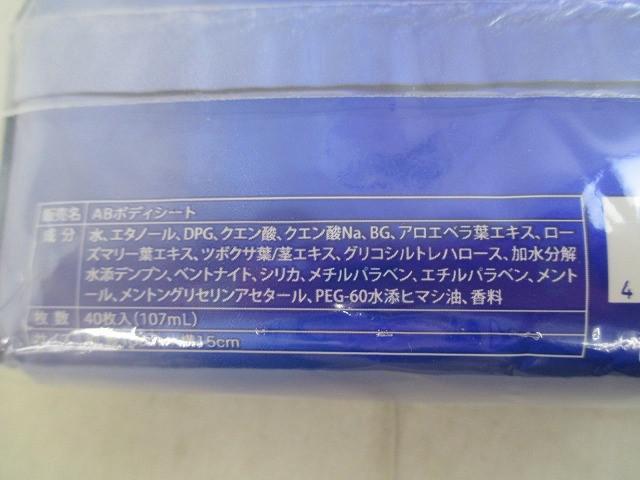 販売名 ABボディシート
成分 水、エタノール、DPG、クエン酸、クエン酸Na、BG、アロエベラ葉エキス、ロー
ズマリー葉エキス、ツボクサ葉/茎エキス、グリコシルトレハロース、加水分解
水添デンプン、ベントナイト、シリカ、メチルパラベン、エチルパラベン、メント
ール、メントングリセリンアセタール、PEG-60水添ヒマシ油、香料
枚数 40枚入(107mL)
5cm
4